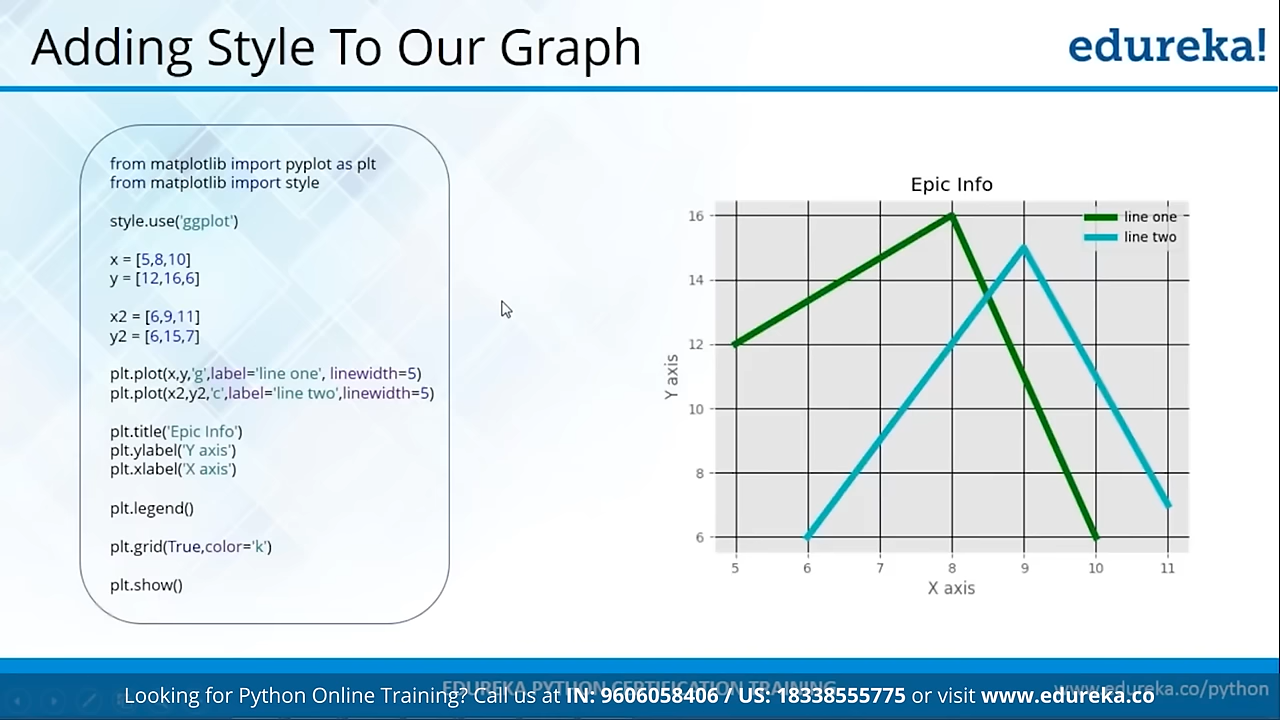 Adding Style To Our Graph
edureka!
from matplotlib import pyplot as plt
from matplotlib import style
style.use('ggplot')
x = [5,8,10]
y = [12,16,6]
x2 = [6,9,11]
y2 = [6,15,7]
plt.plot(x,y,'g',label='line one', linewidth=5)
plt.plot(x2,y2,'c',label='line two',linewidth=5)
plt.title('Epic Info')
plt.ylabel('Y axis')
plt.xlabel('X axis')
plt.legend()
plt.grid(True,color='k')
plt.show()
Epic Info
line one
line two
Y axis
16
14
12
10
8
6
5 6 7 8 9 10 11
X axis
EDUREKA PYTHON CERTIFICATION TRAINING
www.edureka.co/python
Looking for Python Online Training? Call us at IN: 9606058406 / US: 18338555775 or visit www.edureka.co